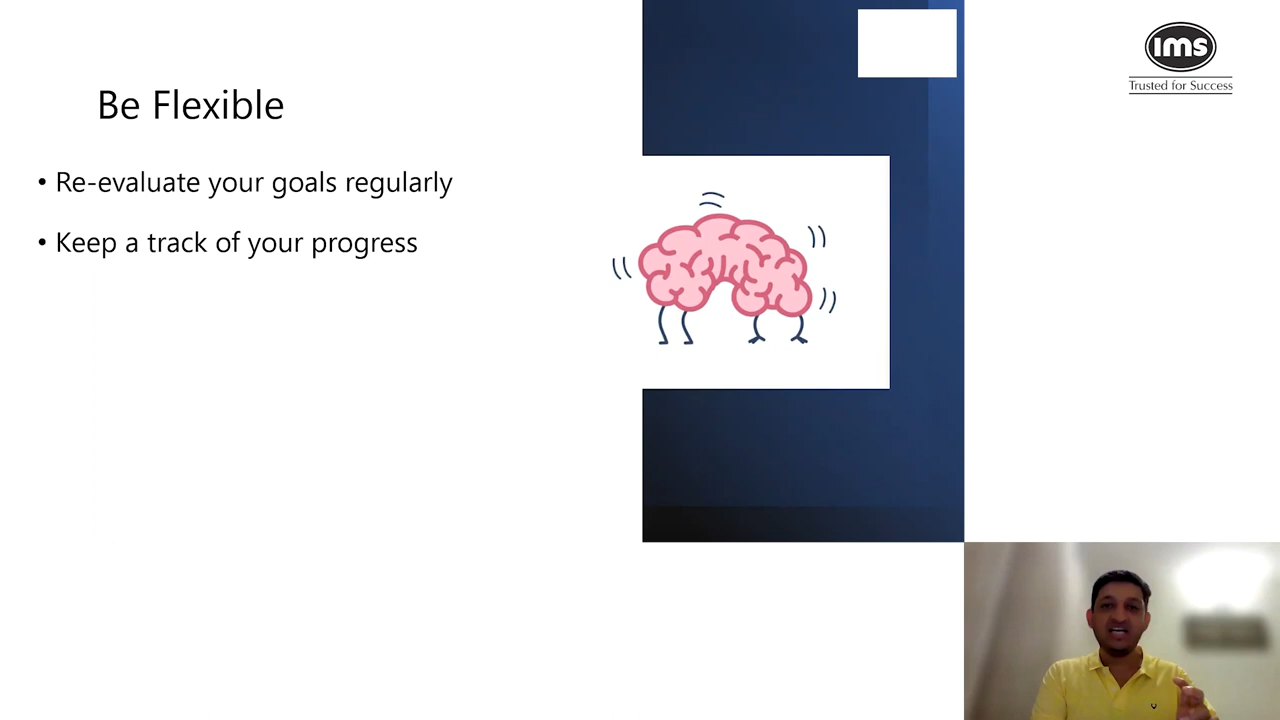 ims
Trusted for Success
Be Flexible
• Re-evaluate your goals regularly
• Keep a track of your progress